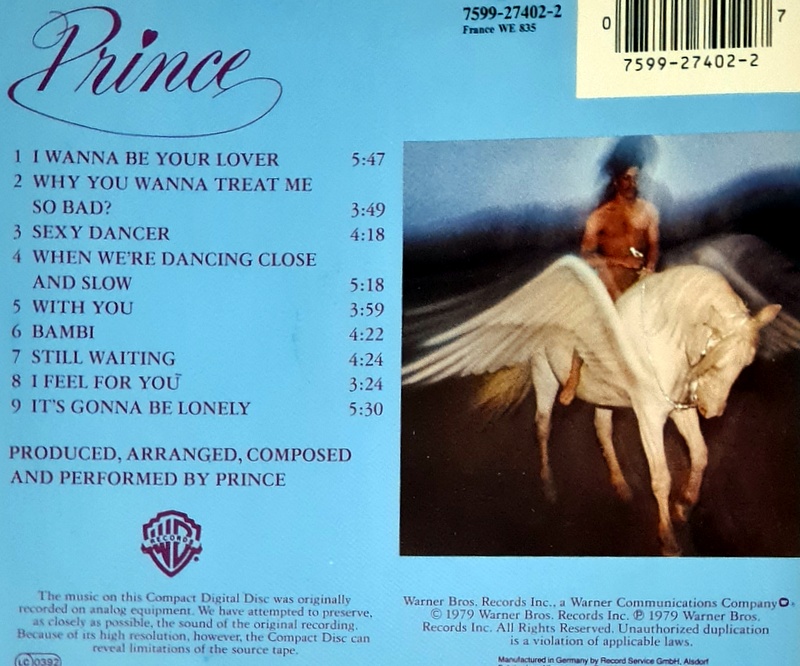 Prince
7599-27402-2
France WE 835
0
7
7599-27402-2
1 I WANNA BE YOUR LOVER 5:47
2 WHY YOU WANNA TREAT ME
SO BAD? 3:49
3 SEXY DANCER 4:18
4 WHEN WE'RE DANCING CLOSE
AND SLOW 5:18
5 WITH YOU 3:59
6 BAMBI 4:22
7 STILL WAITING 4:24
8 I FEEL FOR YOU 3:24
9 IT'S GONNA BE LONELY 5:30
PRODUCED, ARRANGED, COMPOSED
AND PERFORMED BY PRINCE
WB
RECORDS
The music on this Compact Digital Disc was originally
recorded on analog equipment. We have attempted to preserve,
as closely as possible, the sound of the original recording.
Because of its high resolution, however, the Compact Disc can
reveal limitations of the source tape.
LC 0392
Warner Bros. Records Inc., a Warner Communications Company
© 1979 Warner Bros. Records Inc. ℗ 1979 Warner Bros.
Records Inc. All Rights Reserved. Unauthorized duplication
is a violation of applicable laws.
Manufactured in Germany by Record Service GmbH, Alsdorf